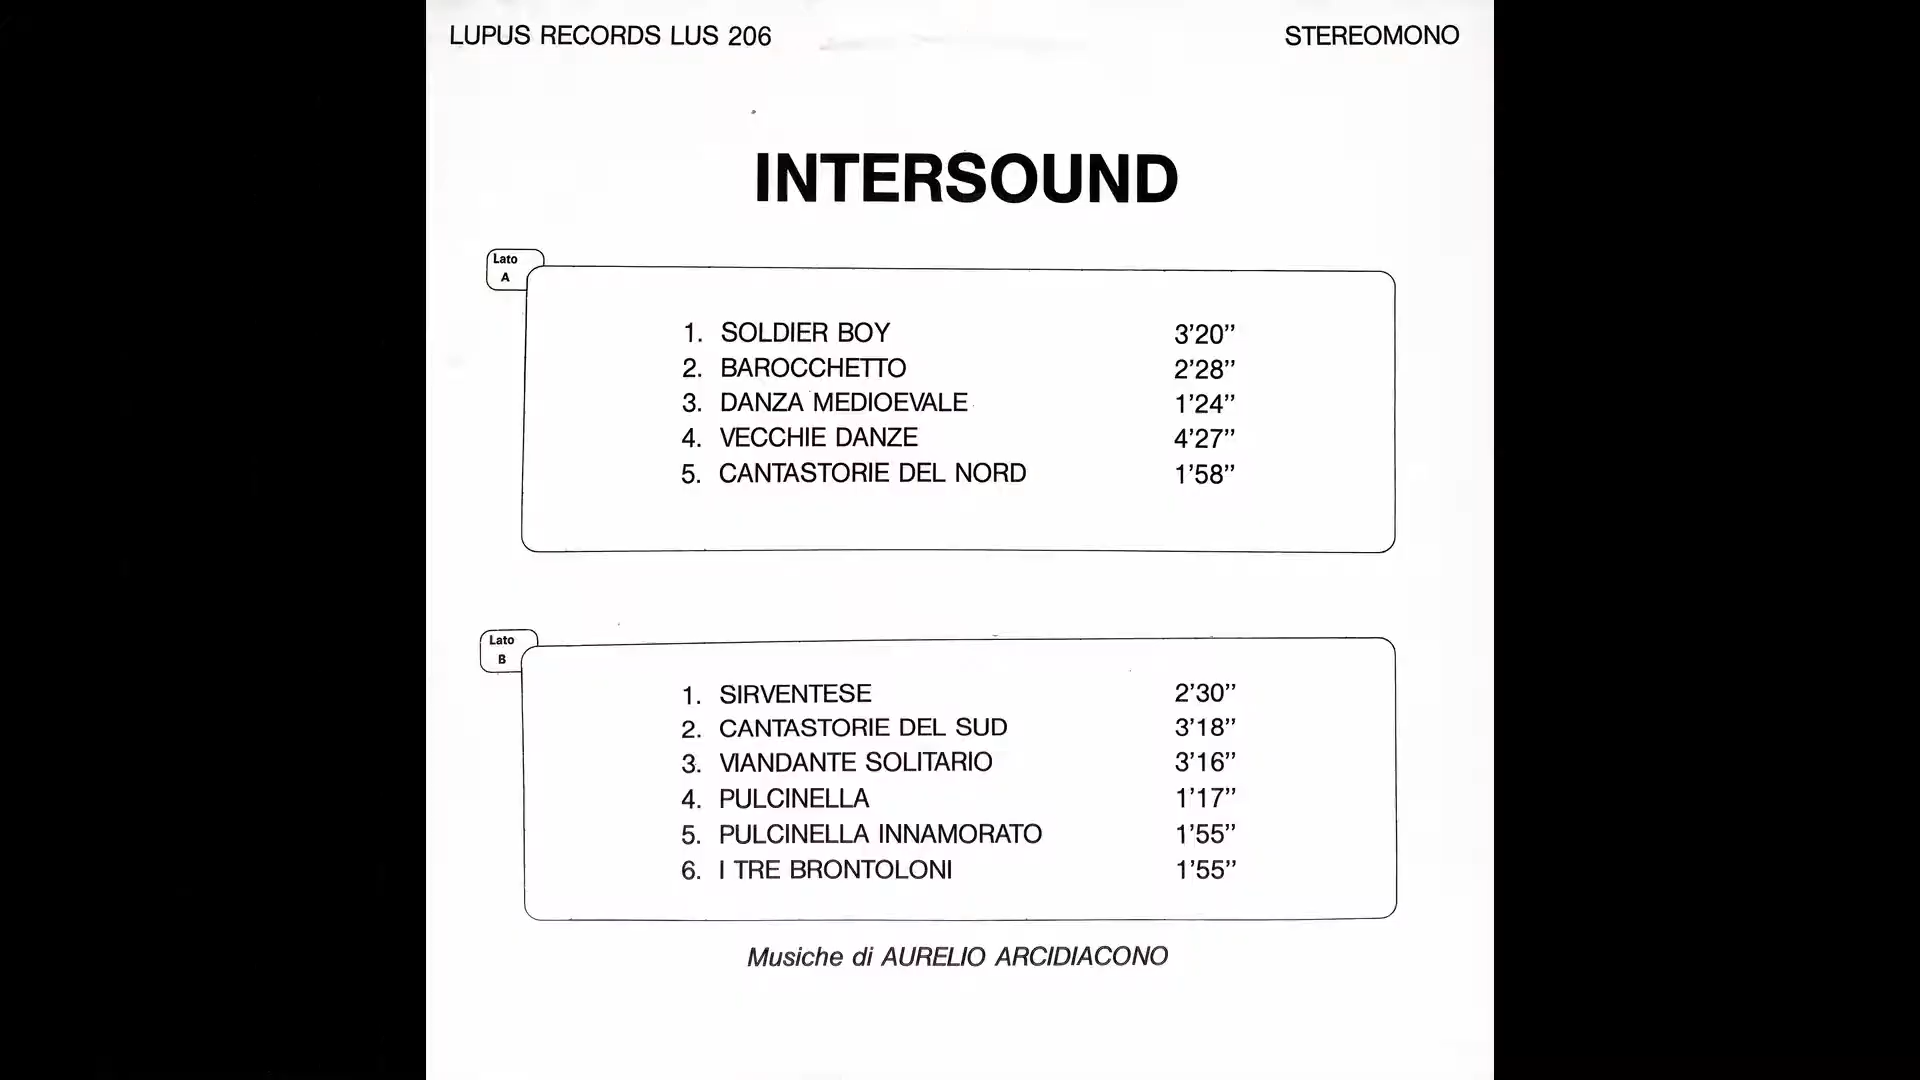 LUPUS RECORDS LUS 206 STEREOMONO
INTERSOUND
Lato
A
1. SOLDIER BOY 3'20''
2. BAROCCHETTO 2'28''
3. DANZA MEDIOEVALE 1'24''
4. VECCHIE DANZE 4'27''
5. CANTASTORIE DEL NORD 1'58''
Lato
B
1. SIRVENTESE 2'30''
2. CANTASTORIE DEL SUD 3'18''
3. VIANDANTE SOLITARIO 3'16''
4. PULCINELLA 1'17''
5. PULCINELLA INNAMORATO 1'55''
6. I TRE BRONTOLONI 1'55''
Musiche di AURELIO ARCIDIACONO